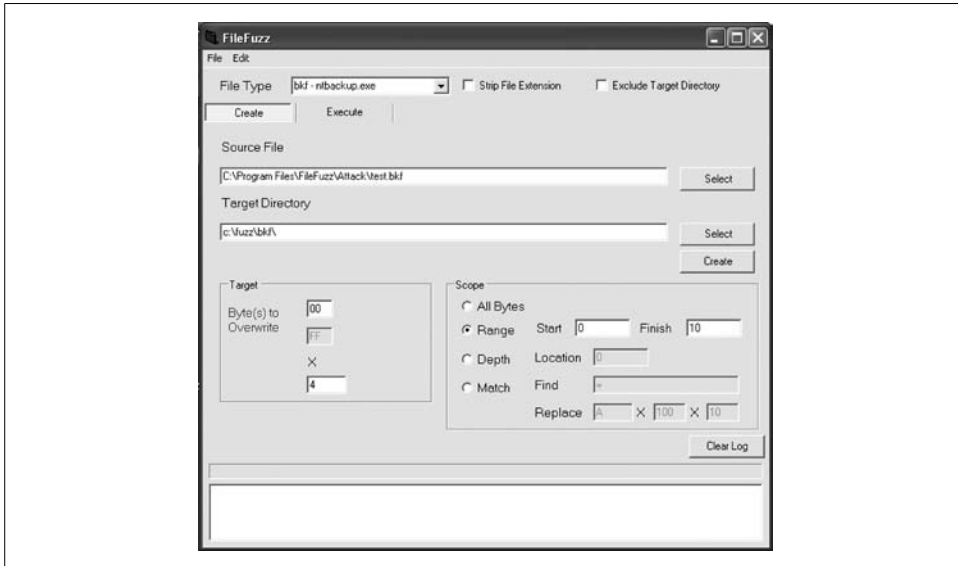 FileFuzz
File Edit
File Type bkf - ntbackup.exe Strip File Extension Exclude Target Directory
Create Execute
Source File
C:\Program Files\FileFuzz\Attack\test.bkf Select
Target Directory
c:\fuzz\bkf\ Select
Create
Target
Byte(s) to Overwrite
00
FF
X
4
Scope
All Bytes
Range Start 0 Finish 10
Depth Location 0
Match Find =
Replace A X 100 X 10
Clear Log